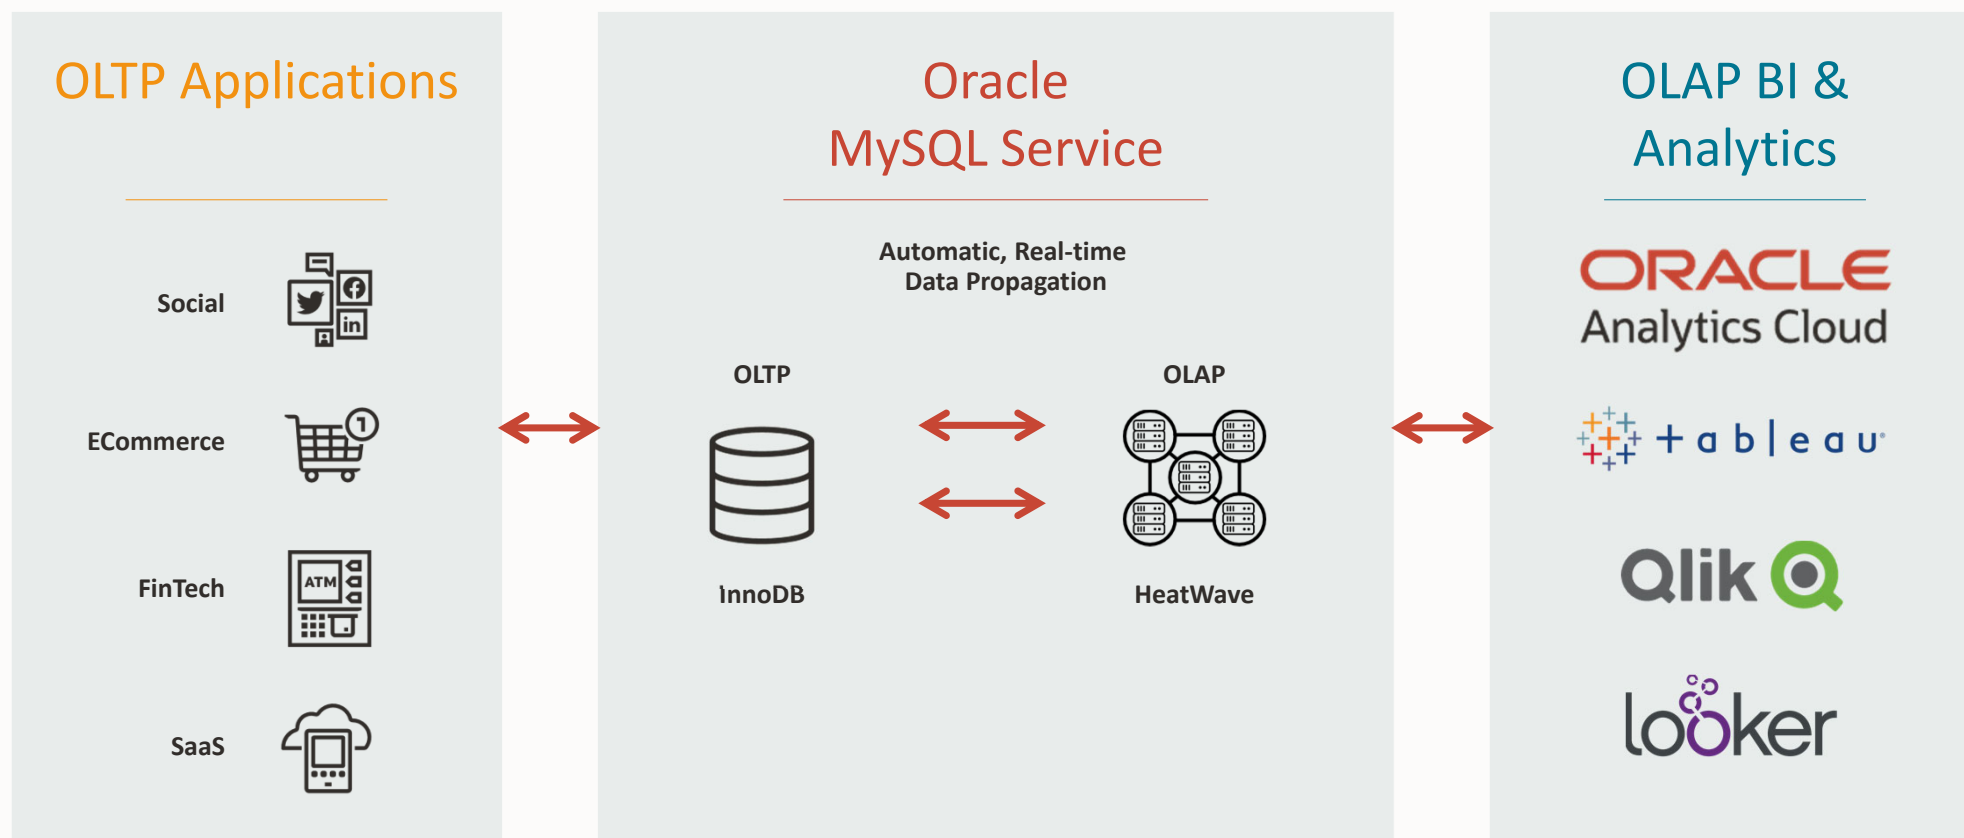 OLTP Applications
Social
in
ECommerce
1
FinTech
ATM
SaaS
Oracle
MySQL Service
Automatic, Real-time
Data Propagation
OLTP
OLAP
InnoDB
HeatWave
OLAP BI &
Analytics
ORACLE
Analytics Cloud
+ a b | e a u
Qlik
looker